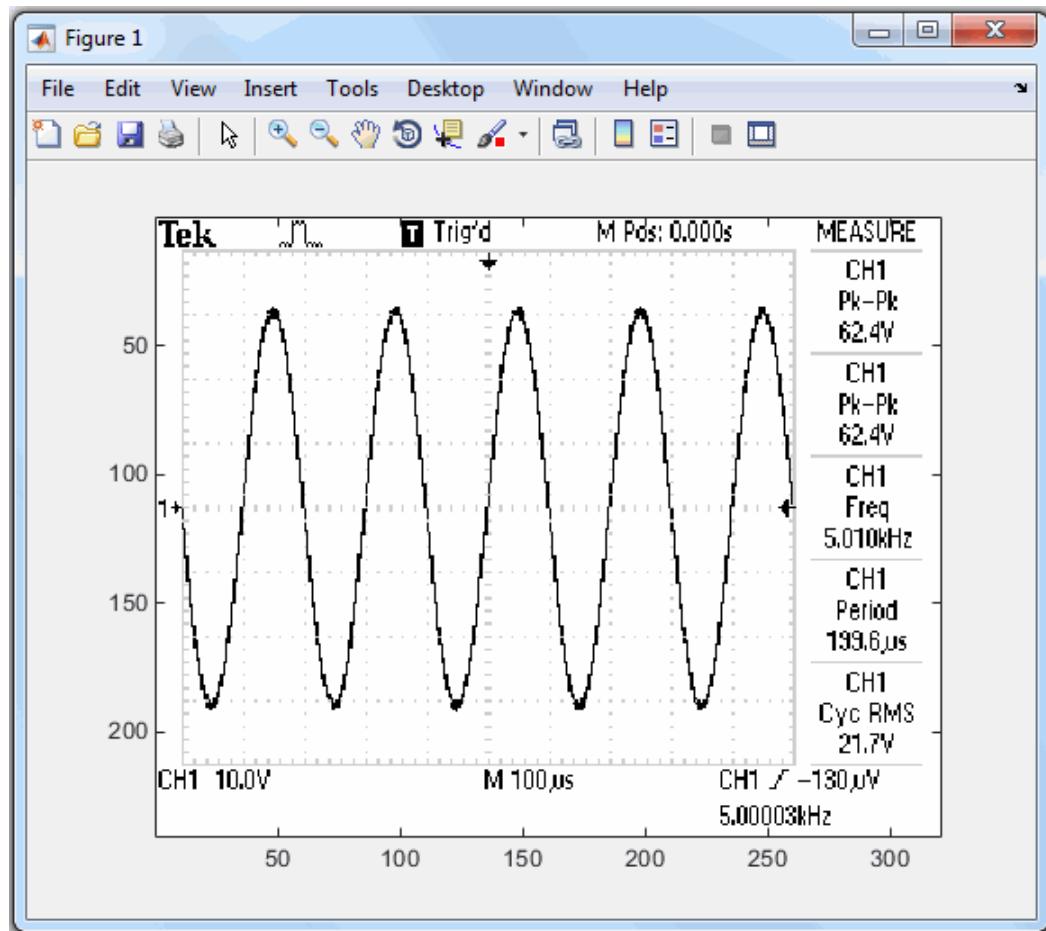 Figure 1
File Edit View Insert Tools Desktop Window Help
Tek T Trig'd M Pos: 0.000s MEASURE
CH1
Pk-Pk
62.4V
CH1
Pk-Pk
62.4V
CH1
Freq
5.010kHz
CH1
Period
199.6µs
CH1
Cyc RMS
21.7V
1
CH1 10.0V M 100µs CH1 -130µV
5.00003kHz
50
100
150
200
50 100 150 200 250 300